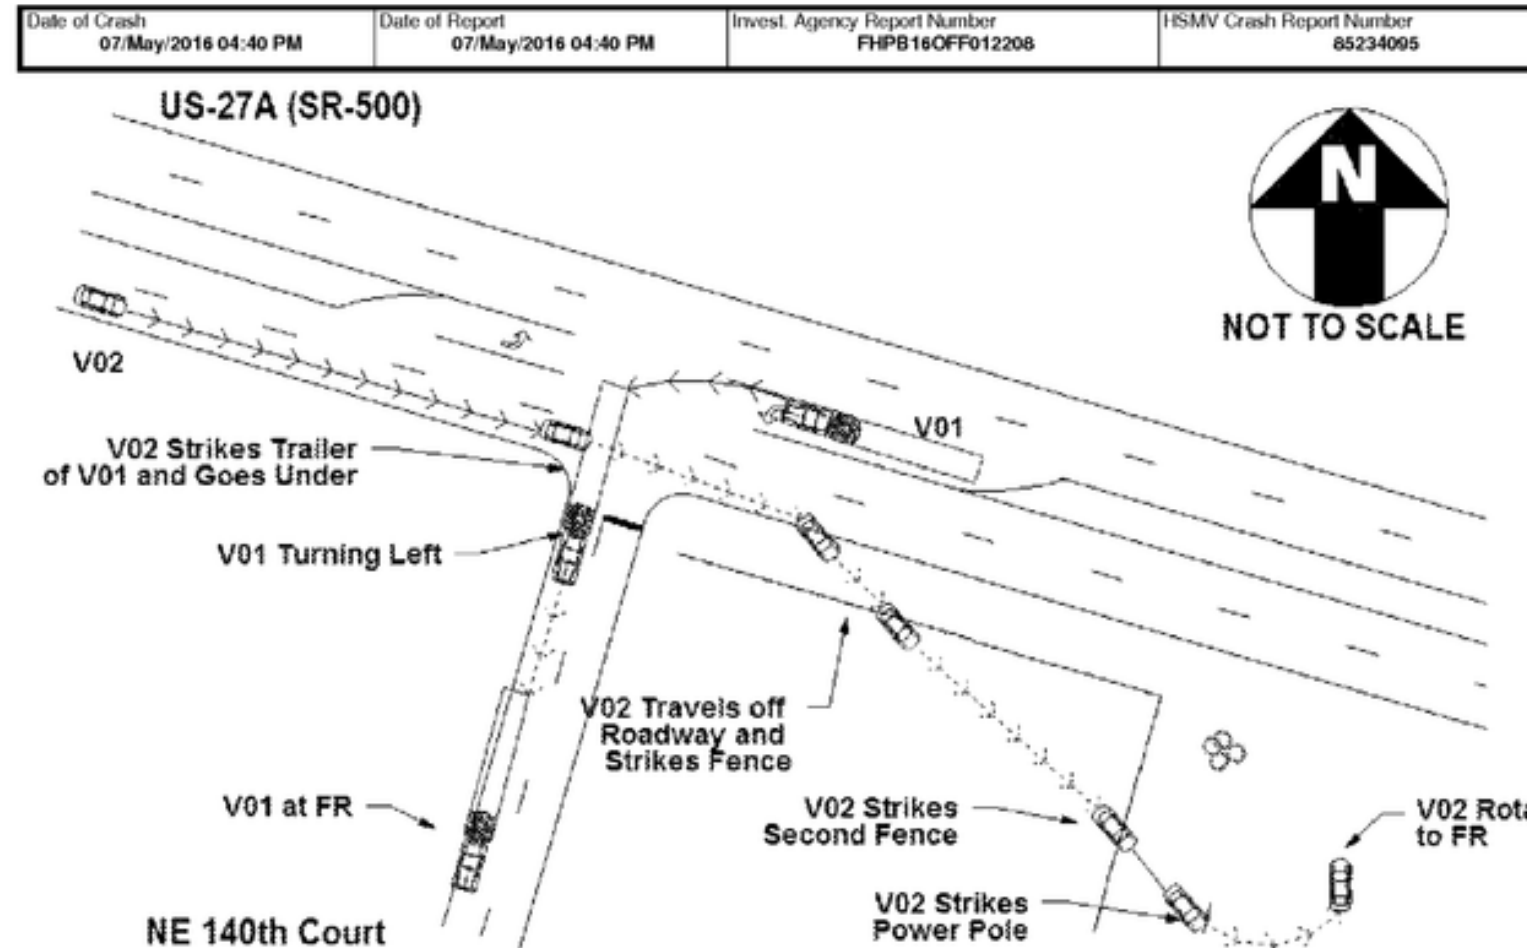 Date of Crash
07/May/2016 04:40 PM
Date of Report
07/May/2016 04:40 PM
Invest. Agency Report Number
FHPB16OFF012208
HSMV Crash Report Number
85234095
US-27A (SR-500)
N
NOT TO SCALE
V02
V01
V02 Strikes Trailer
of V01 and Goes Under
V01 Turning Left
V02 Travels off
Roadway and
Strikes Fence
V01 at FR
V02 Strikes
Second Fence
V02 Rota
to FR
V02 Strikes
Power Pole
NE 140th Court